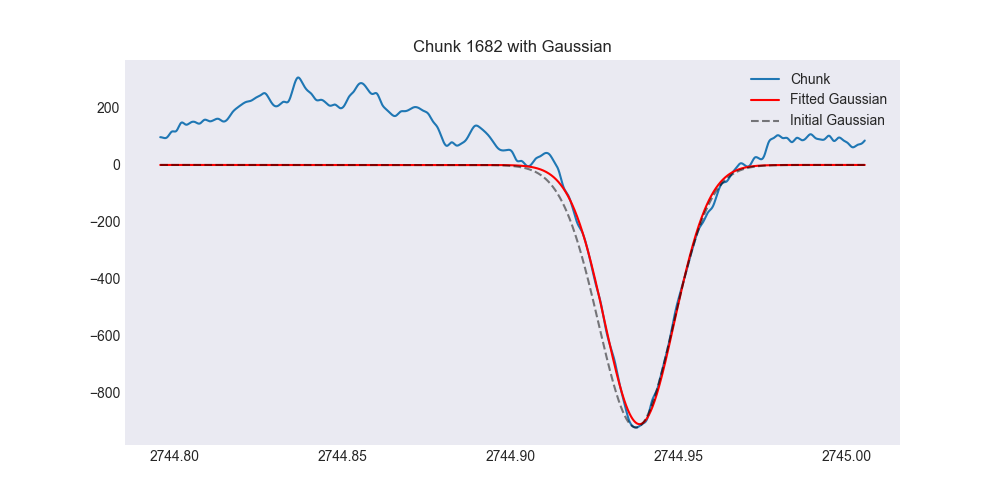 Chunk 1682 with Gaussian
Chunk
Fitted Gaussian
Initial Gaussian
200
0
−200
−400
−600
−800
2744.80 2744.85 2744.90 2744.95 2745.00